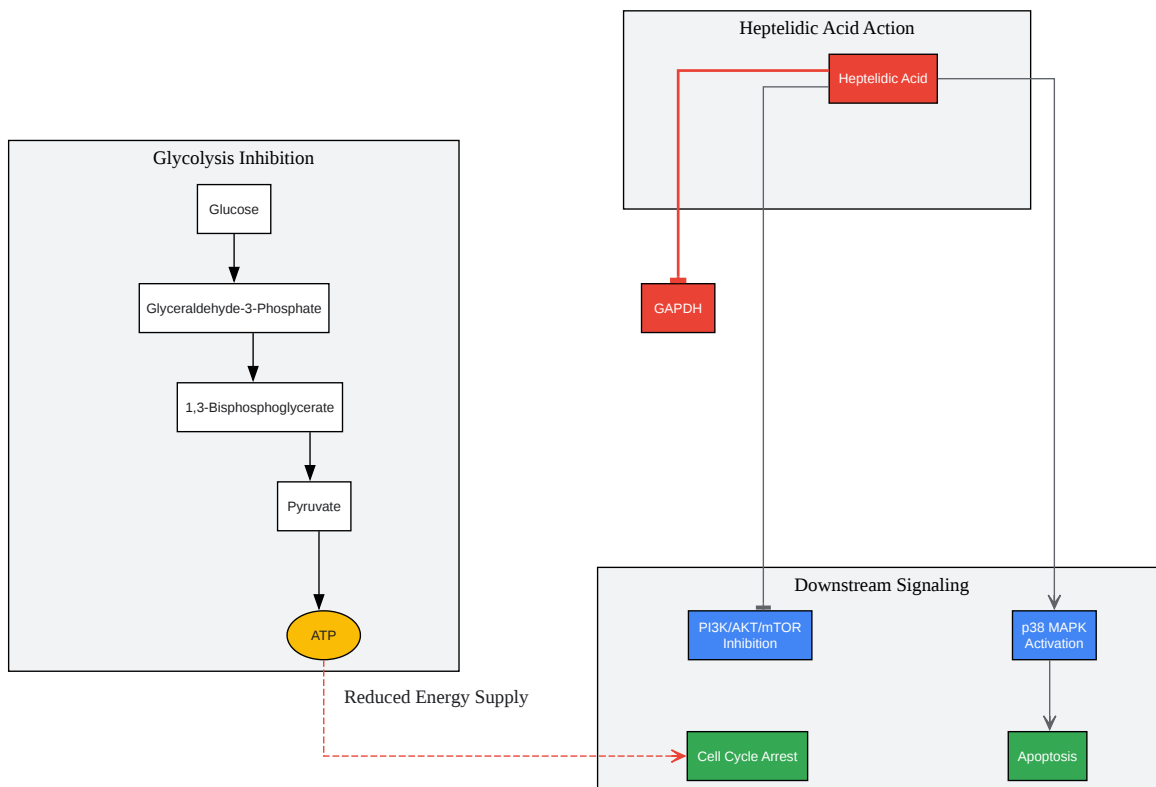 Heptelidic Acid Action
Heptelidic Acid
Glycolysis Inhibition
Glucose
Glyceraldehyde-3-Phosphate
GAPDH
1,3-Bisphosphoglycerate
Pyruvate
Downstream Signaling
ATP
PI3K/AKT/mTOR
Inhibition
p38 MAPK
Activation
Reduced Energy Supply
Cell Cycle Arrest
Apoptosis